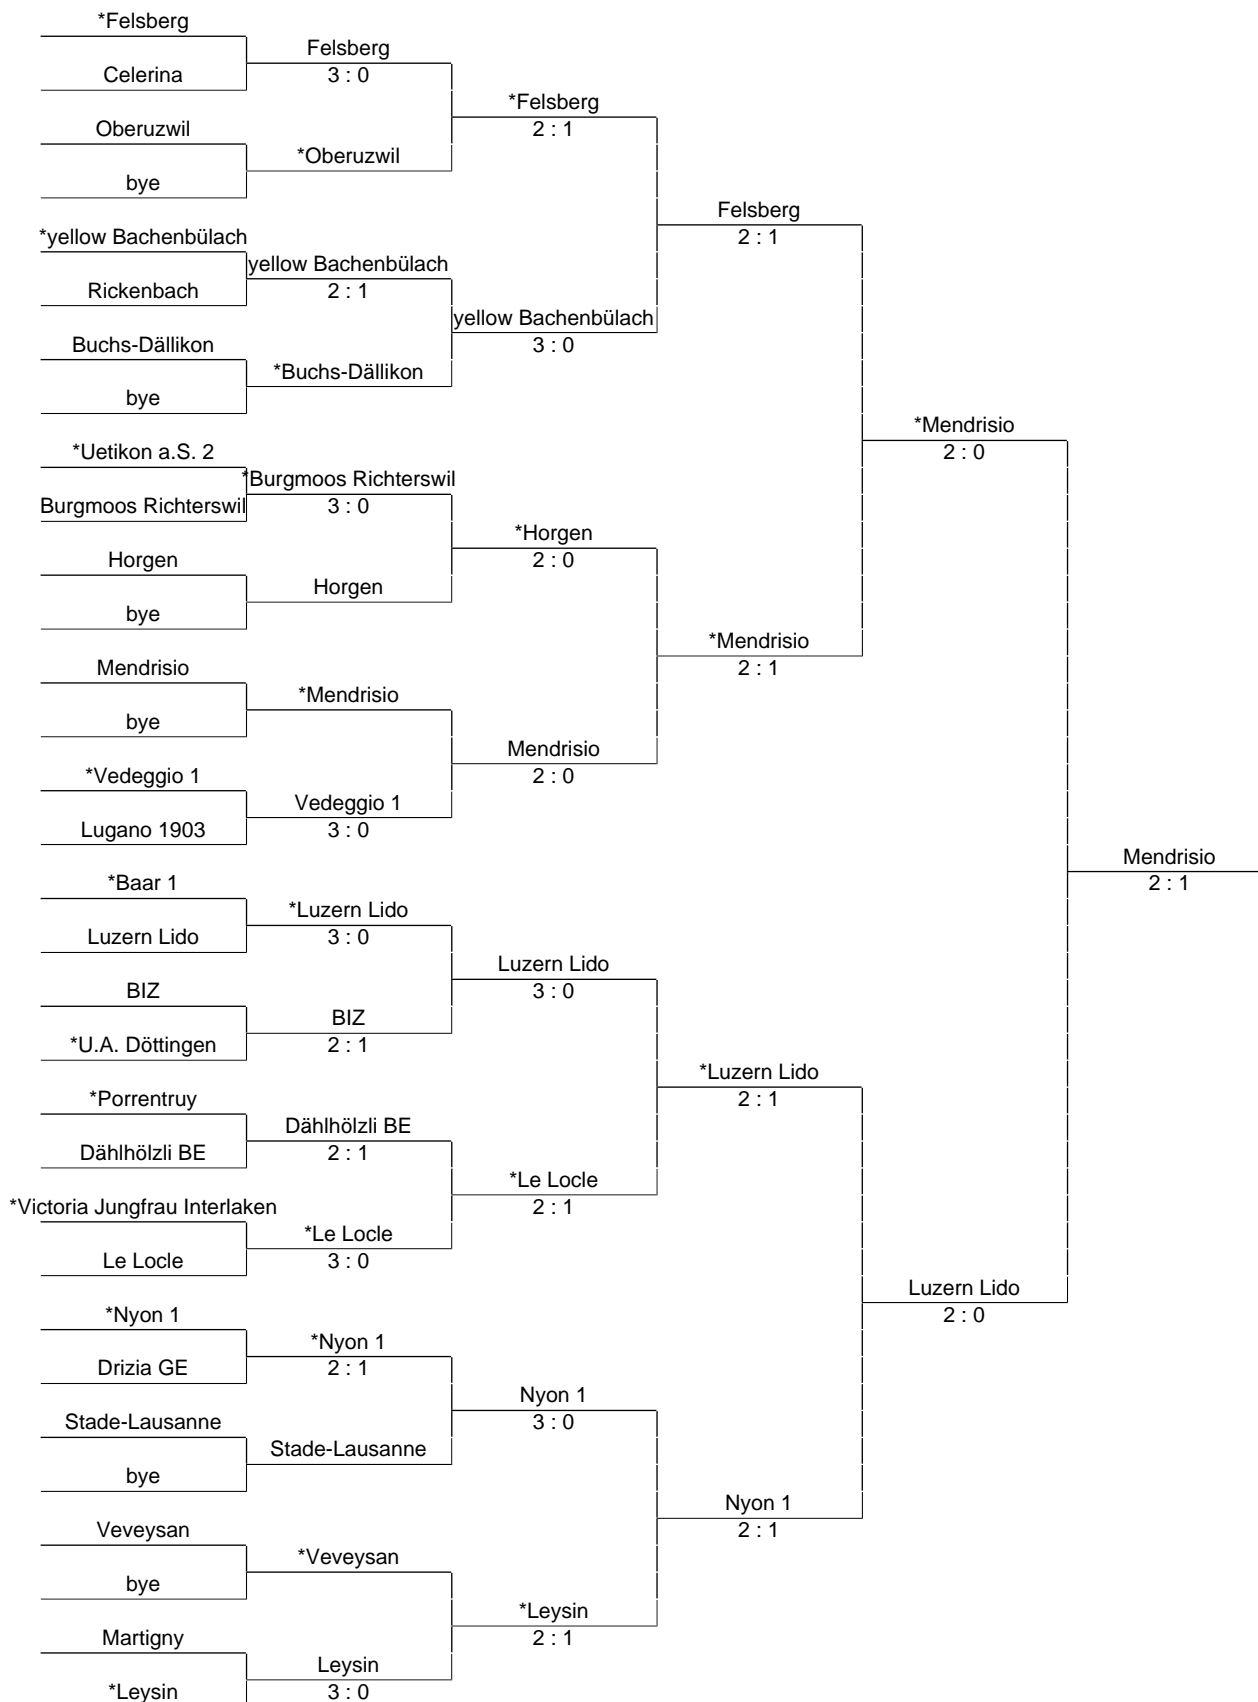 *Felsberg
Felsberg
Celerina
3 : 0
*Felsberg
Oberuzwil
2 : 1
*Oberuzwil
bye
Felsberg
*yellow Bachenbülach
2 : 1
yellow Bachenbülach
Rickenbach
2 : 1
yellow Bachenbülach
Buchs-Dällikon
3 : 0
*Buchs-Dällikon
bye
*Mendrisio
*Uetikon a.S. 2
2 : 0
*Burgmoos Richterswil
Burgmoos Richterswil
3 : 0
*Horgen
Horgen
2 : 0
Horgen
bye
*Mendrisio
Mendrisio
2 : 1
*Mendrisio
bye
Mendrisio
*Vedeggio 1
2 : 0
Vedeggio 1
Lugano 1903
3 : 0
Mendrisio
*Baar 1
2 : 1
*Luzern Lido
Luzern Lido
3 : 0
Luzern Lido
BIZ
3 : 0
BIZ
*U.A. Döttingen
2 : 1
*Luzern Lido
*Porrentruy
2 : 1
Dählhölzli BE
Dählhölzli BE
2 : 1
*Le Locle
*Victoria Jungfrau Interlaken
2 : 1
*Le Locle
Le Locle
3 : 0
Luzern Lido
*Nyon 1
2 : 0
*Nyon 1
Drizia GE
2 : 1
Nyon 1
Stade-Lausanne
3 : 0
Stade-Lausanne
bye
Nyon 1
Veveysan
2 : 1
*Veveysan
bye
*Leysin
Martigny
2 : 1
Leysin
*Leysin
3 : 0